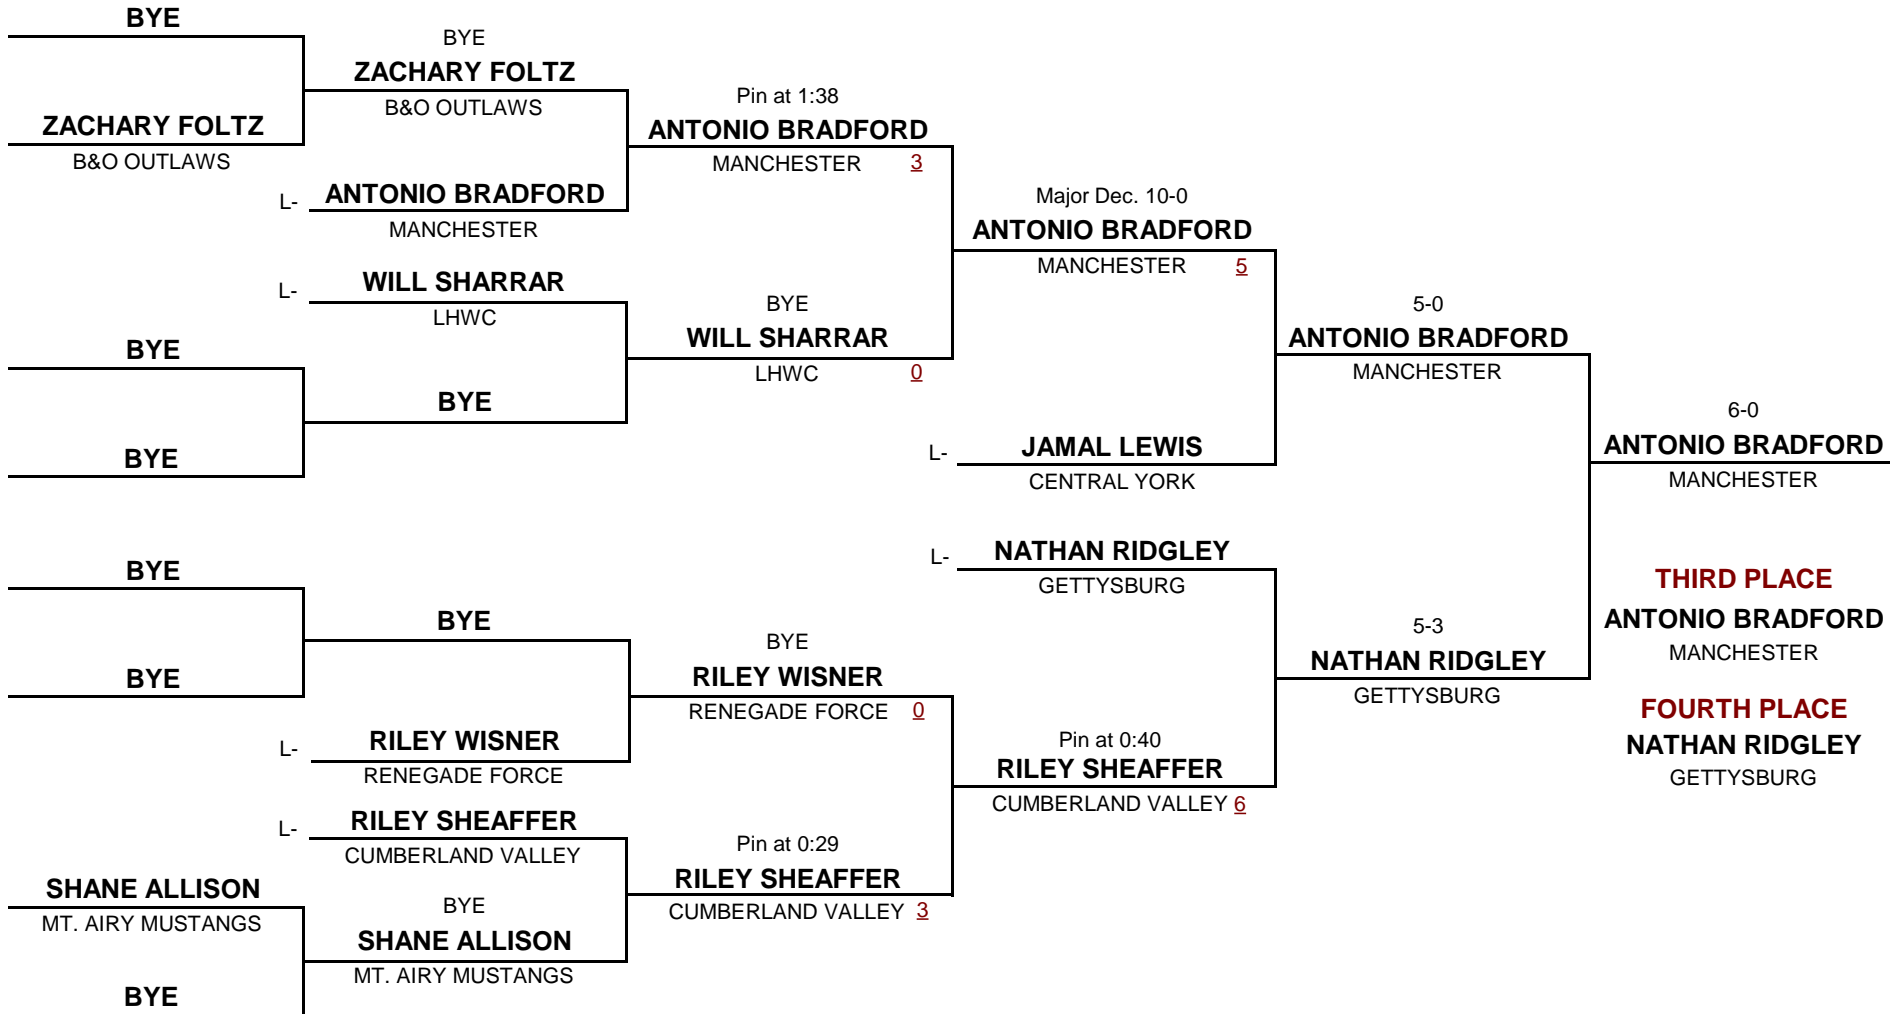 BYE
ZACHARY FOLTZ
B&O OUTLAWS
BYE
BYE
BYE
BYE
SHANE ALLISON
MT. AIRY MUSTANGS
BYE
BYE
ZACHARY FOLTZ
B&O OUTLAWS
L- ANTONIO BRADFORD
MANCHESTER
L- WILL SHARRAR
LHWC
BYE
BYE
L- RILEY WISNER
RENEGADE FORCE
L- RILEY SHEAFFER
CUMBERLAND VALLEY
BYE
SHANE ALLISON
MT. AIRY MUSTANGS
Pin at 1:38
ANTONIO BRADFORD
MANCHESTER 3
BYE
WILL SHARRAR
LHWC 0
BYE
RILEY WISNER
RENEGADE FORCE 0
Pin at 0:29
RILEY SHEAFFER
CUMBERLAND VALLEY 3
Major Dec. 10-0
ANTONIO BRADFORD
MANCHESTER 5
L- JAMAL LEWIS
CENTRAL YORK
L- NATHAN RIDGLEY
GETTYSBURG
Pin at 0:40
RILEY SHEAFFER
CUMBERLAND VALLEY 6
5-0
ANTONIO BRADFORD
MANCHESTER
5-3
NATHAN RIDGLEY
GETTYSBURG
6-0
ANTONIO BRADFORD
MANCHESTER
THIRD PLACE
ANTONIO BRADFORD
MANCHESTER
FOURTH PLACE
NATHAN RIDGLEY
GETTYSBURG